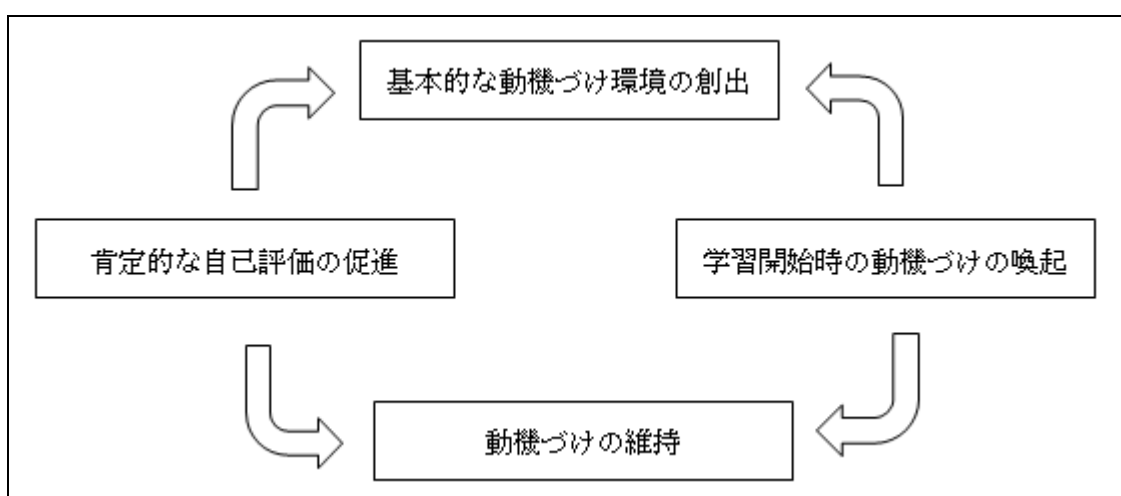 基本的な動機づけ環境の創出
肯定的な自己評価の促進
学習開始時の動機づけの喚起
動機づけの維持